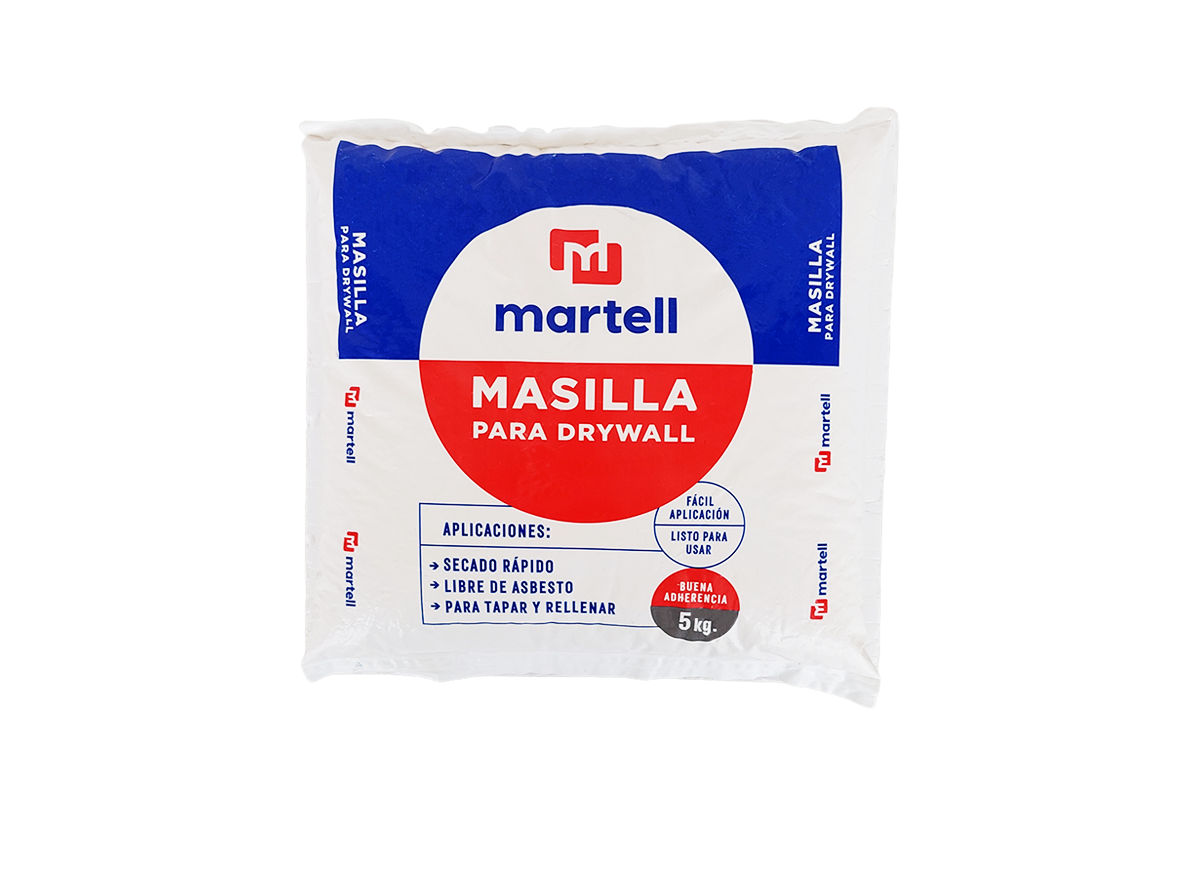 martell
MASILLA
PARA DRYWALL
MASILLA
PARA DRYWALL
MASILLA
PARA DRYWALL
martell
martell
martell
martell
APLICACIONES:
→ SECADO RÁPIDO
→ LIBRE DE ASBESTO
→ PARA TAPAR Y RELLENAR
FÁCIL
APLICACIÓN
LISTO PARA
USAR
BUENA
ADHERENCIA
5 kg.